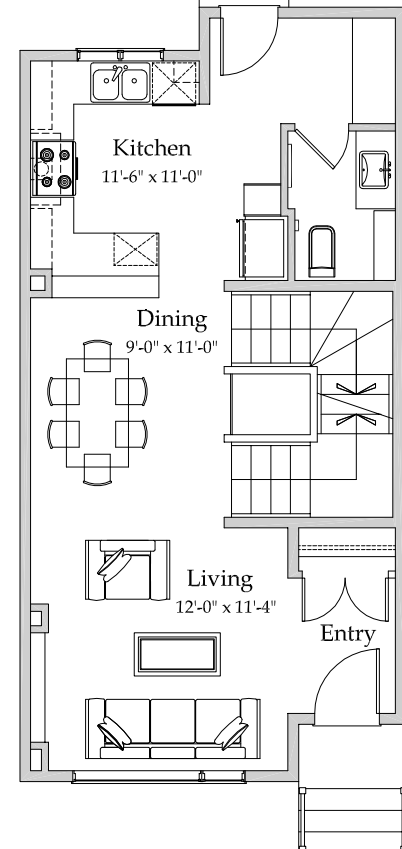 Kitchen
11'-6" x 11'-0"
Dining
9'-0" x 11'-0"
Living
12'-0" x 11'-4"
Entry